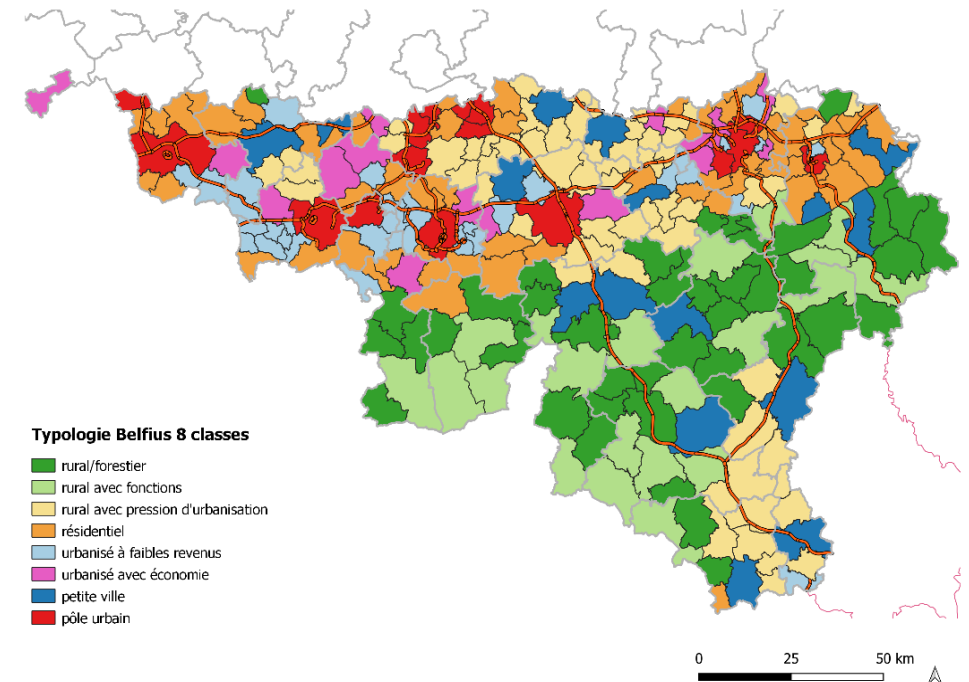 Typologie Belfius 8 classes
rural/forestier
rural avec fonctions
rural avec pression d'urbanisation
résidentiel
urbanisé à faibles revenus
urbanisé avec économie
petite ville
pôle urbain
0 25 50 km